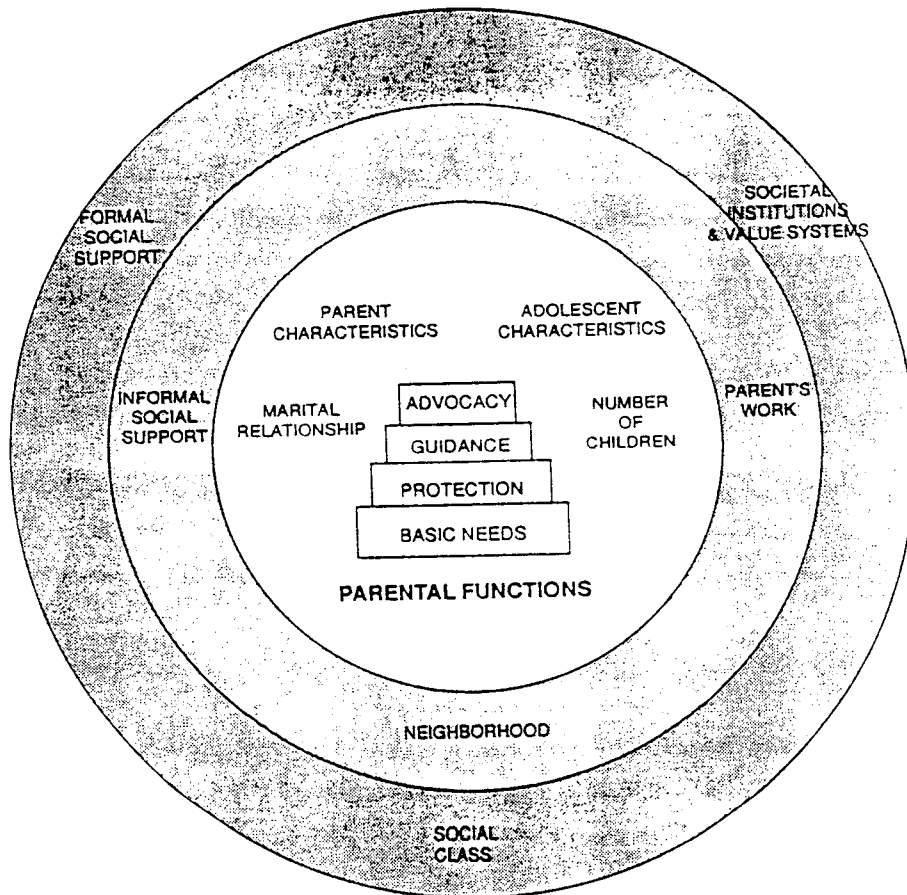 SOCIETAL
INSTITUTIONS
& VALUE SYSTEMS
FORMAL
SOCIAL
SUPPORT
PARENT
CHARACTERISTICS
ADOLESCENT
CHARACTERISTICS
INFORMAL
SOCIAL
SUPPORT
MARITAL
RELATIONSHIP
ADVOCACY
GUIDANCE
PROTECTION
BASIC NEEDS
NUMBER
OF
CHILDREN
PARENT'S
WORK
PARENTAL FUNCTIONS
NEIGHBORHOOD
SOCIAL
CLASS